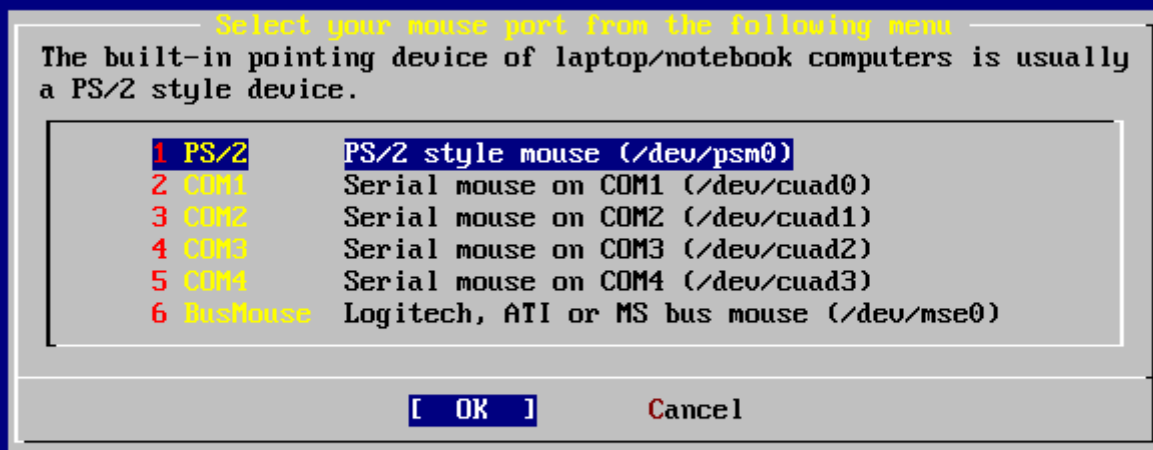 Select your mouse port from the following menu
The built-in pointing device of laptop/notebook computers is usually
a PS/2 style device.
1 PS/2 PS/2 style mouse (/dev/psm0)
2 COM1 Serial mouse on COM1 (/dev/cuad0)
3 COM2 Serial mouse on COM2 (/dev/cuad1)
4 COM3 Serial mouse on COM3 (/dev/cuad2)
5 COM4 Serial mouse on COM4 (/dev/cuad3)
6 BusMouse Logitech, ATI or MS bus mouse (/dev/mse0)
[ OK ] Cancel